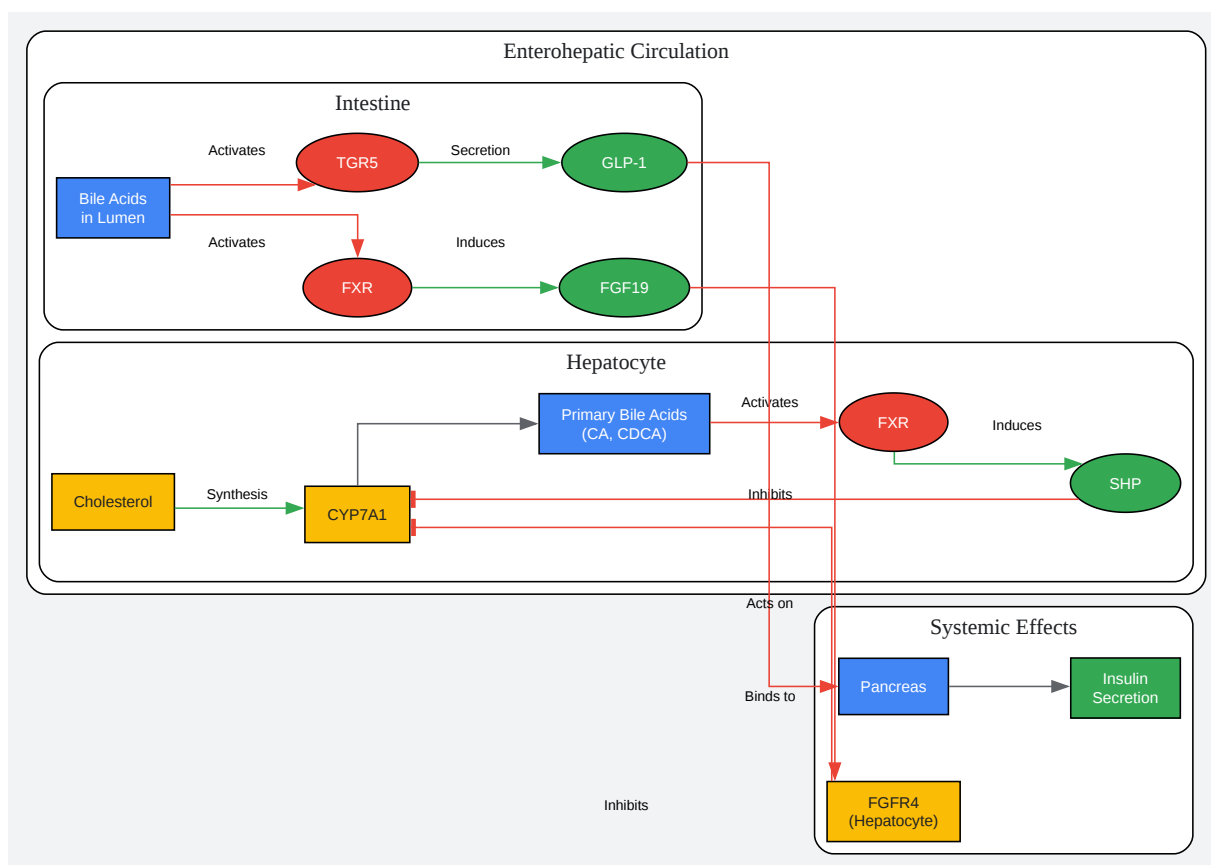 Enterohepatic Circulation
Intestine
Activates
TGR5
Secretion
GLP-1
Bile Acids
in Lumen
Activates
Induces
FXR
FGF19
Hepatocyte
Primary Bile Acids
(CA, CDCA)
Activates
FXR
Induces
Cholesterol
Synthesis
CYP7A1
Inhibits
SHP
Acts on
Systemic Effects
Pancreas
Insulin
Secretion
Binds to
Inhibits
FGFR4
(Hepatocyte)